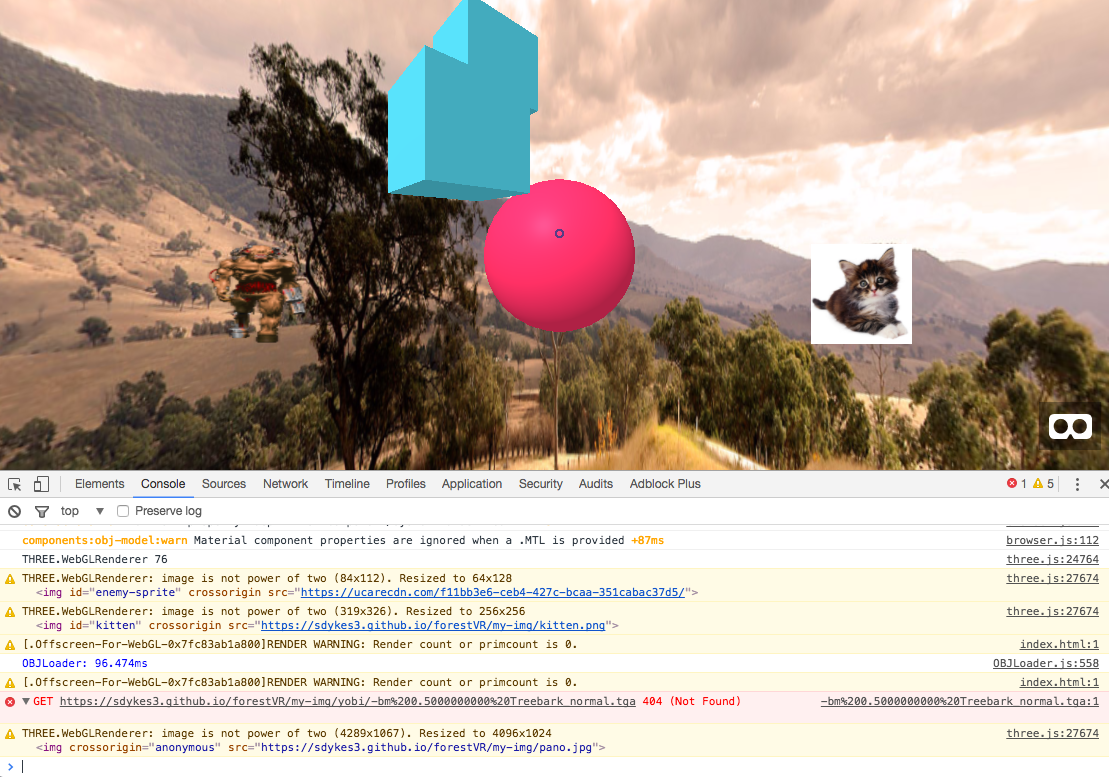 Elements Console Sources Network Timeline Profiles Application Security Audits Adblock Plus 1 5
top Preserve log
components:obj-model:warn Material component properties are ignored when a .MTL is provided +87ms browser.js:112
THREE.WebGLRenderer 76 three.js:24764
THREE.WebGLRenderer: image is not power of two (84x112). Resized to 64x128 three.js:27674
<img id="enemy-sprite" crossorigin src="https://ucarecdn.com/f11bb3e6-ceb4-427c-bcaa-351cabac37d5/">
THREE.WebGLRenderer: image is not power of two (319x326). Resized to 256x256 three.js:27674
<img id="kitten" crossorigin src="https://sdykes3.github.io/forestVR/my-img/kitten.png">
[.Offscreen-For-WebGL-0x7fc83ab1a800]RENDER WARNING: Render count or primcount is 0. index.html:1
OBJLoader: 96.474ms OBJLoader.js:558
[.Offscreen-For-WebGL-0x7fc83ab1a800]RENDER WARNING: Render count or primcount is 0. index.html:1
GET https://sdykes3.github.io/forestVR/my-img/yobi/-bm%200.5000000000%20Treebark_normal.tga 404 (Not Found) -bm%200.5000000000%20Treebark_normal.tga:1
THREE.WebGLRenderer: image is not power of two (4289x1067). Resized to 4096x1024 three.js:27674
<img crossorigin="anonymous" src="https://sdykes3.github.io/forestVR/my-img/pano.jpg">